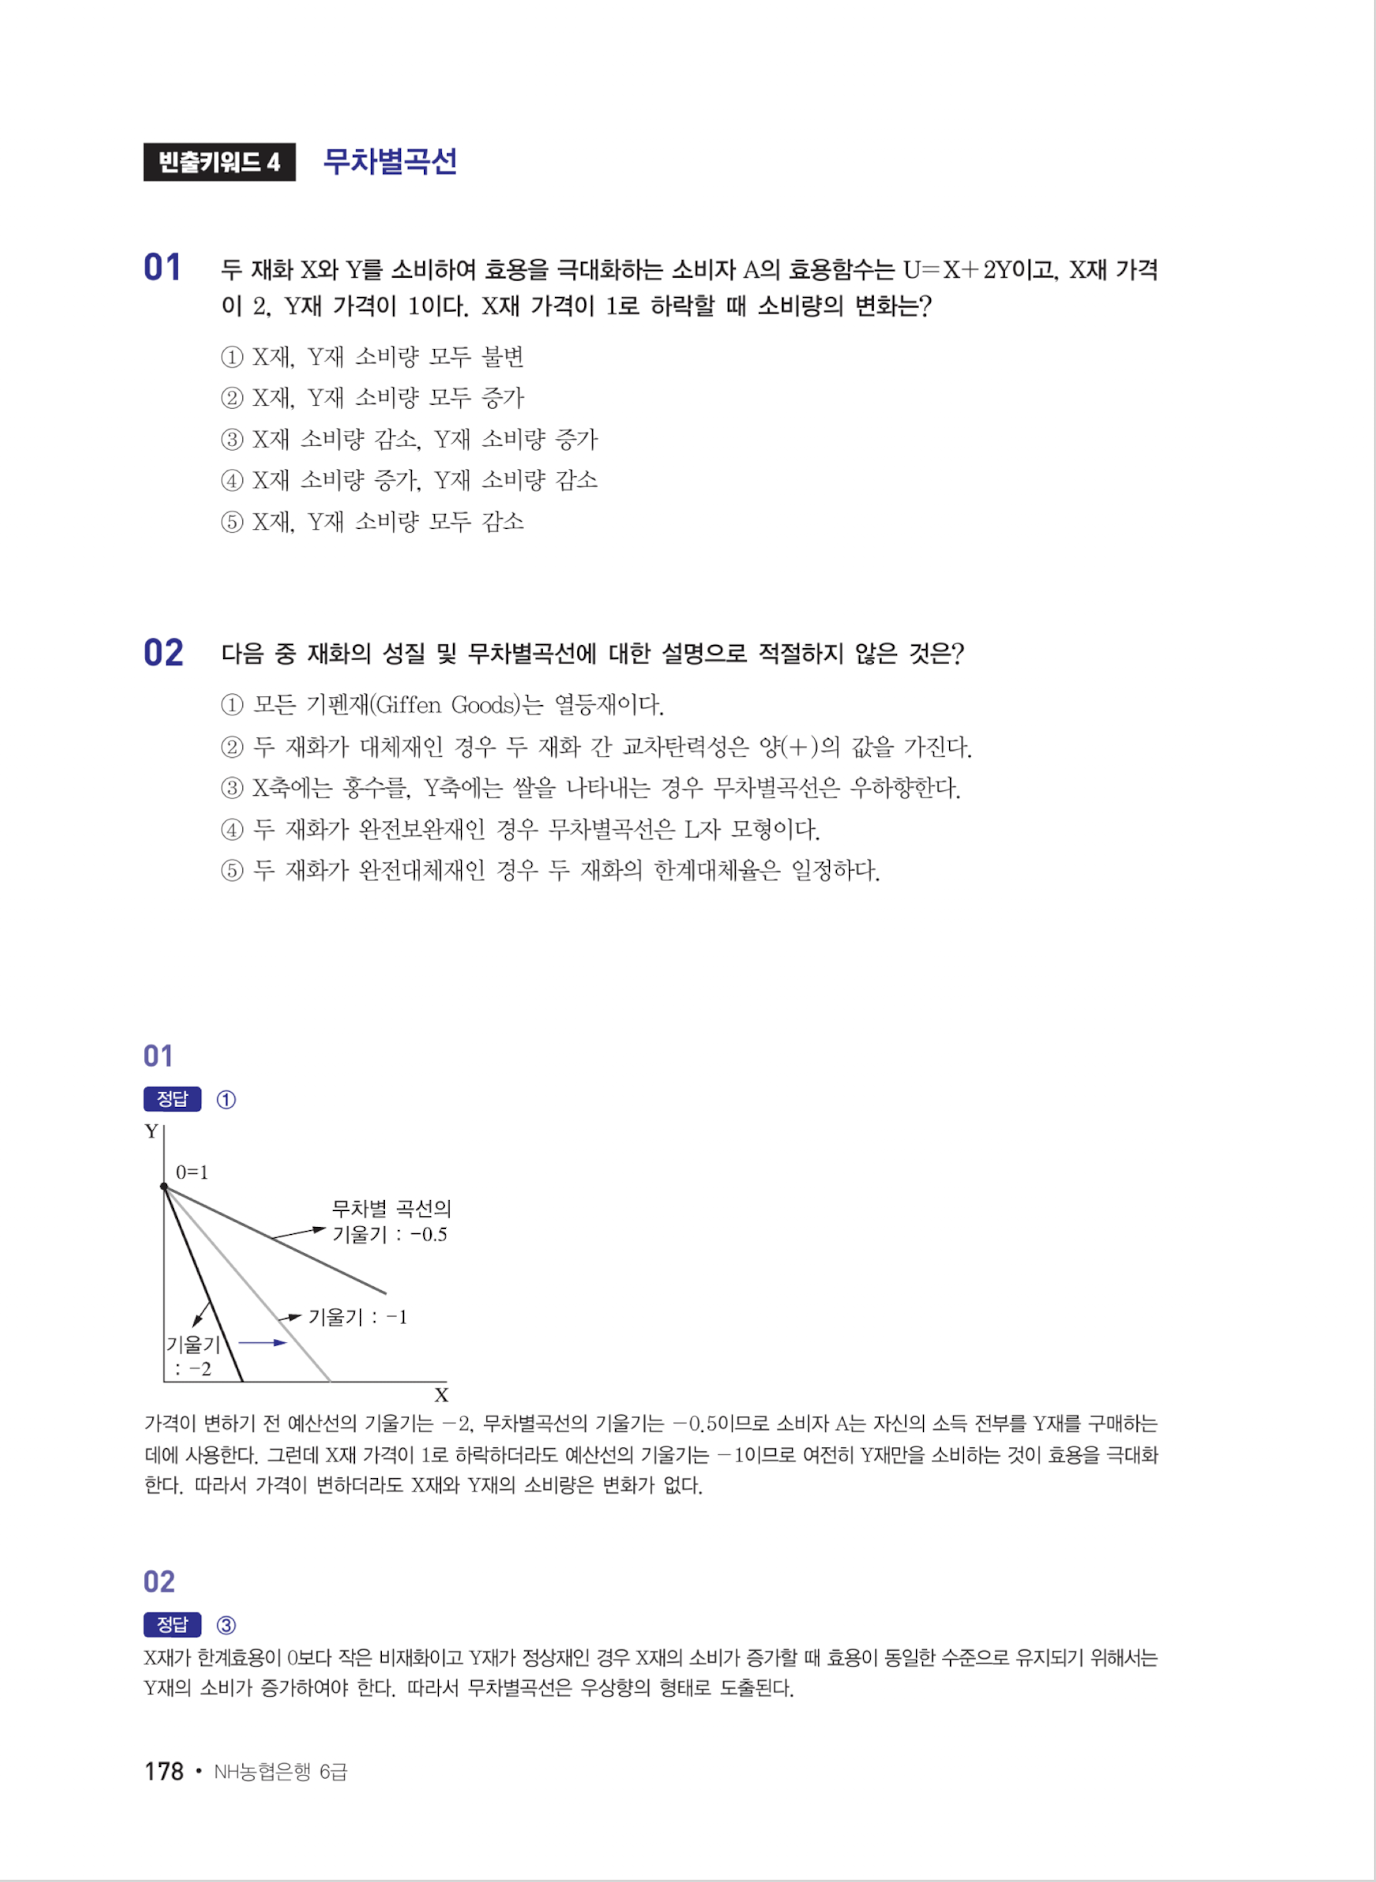 빈출키워드 4 무차별곡선
01 두 재화 X와 Y를 소비하여 효용을 극대화하는 소비자 A의 효용함수는 U=X+2Y이고, X재 가격
이 2, Y재 가격이 1이다. X재 가격이 1로 하락할 때 소비량의 변화는?
① X재, Y재 소비량 모두 불변
② X재, Y재 소비량 모두 증가
③ X재 소비량 감소, Y재 소비량 증가
④ X재 소비량 증가, Y재 소비량 감소
⑤ X재, Y재 소비량 모두 감소
02 다음 중 재화의 성질 및 무차별곡선에 대한 설명으로 적절하지 않은 것은?
① 모든 기펜재(Giffen Goods)는 열등재이다.
② 두 재화가 대체재인 경우 두 재화 간 교차탄력성은 양(+)의 값을 가진다.
③ X축에는 홍수를, Y축에는 쌀을 나타내는 경우 무차별곡선은 우하향한다.
④ 두 재화가 완전보완재인 경우 무차별곡선은 L자 모형이다.
⑤ 두 재화가 완전대체재인 경우 두 재화의 한계대체율은 일정하다.
01
정답 ①
Y
0=1
무차별 곡선의
기울기 : -0.5
기울기 : -1
기울기
: -2
X
가격이 변하기 전 예산선의 기울기는 -2, 무차별곡선의 기울기는 -0.5이므로 소비자 A는 자신의 소득 전부를 Y재를 구매하는
데에 사용한다. 그런데 X재 가격이 1로 하락하더라도 예산선의 기울기는 -1이므로 여전히 Y재만을 소비하는 것이 효용을 극대화
한다. 따라서 가격이 변하더라도 X재와 Y재의 소비량은 변화가 없다.
02
정답 ③
X재가 한계효용이 0보다 작은 비재화이고 Y재가 정상재인 경우 X재의 소비가 증가할 때 효용이 동일한 수준으로 유지되기 위해서는
Y재의 소비가 증가하여야 한다. 따라서 무차별곡선은 우상향의 형태로 도출된다.
178 • NH농협은행 6급